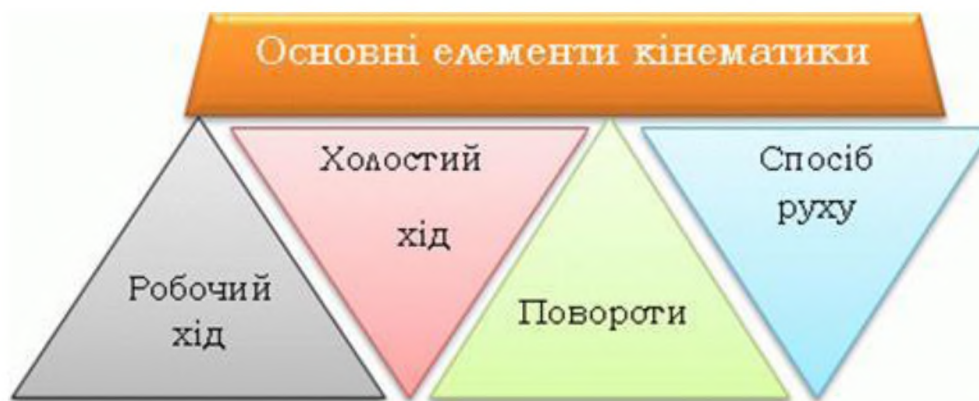 Основні елементи кінематики
Робочий
хід
Холостий
хід
Повороти
Спосіб
руху